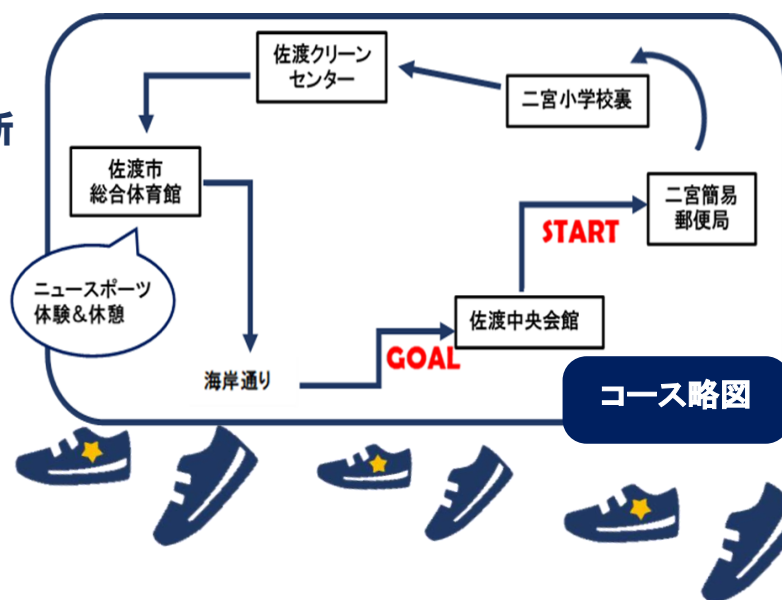 佐渡クリーン
センター
二宮小学校裏
所
佐渡市
総合体育館
二宮簡易
郵便局
START
ニュースポーツ
体験&休憩
佐渡中央会館
GOAL
海岸通り
コース略図